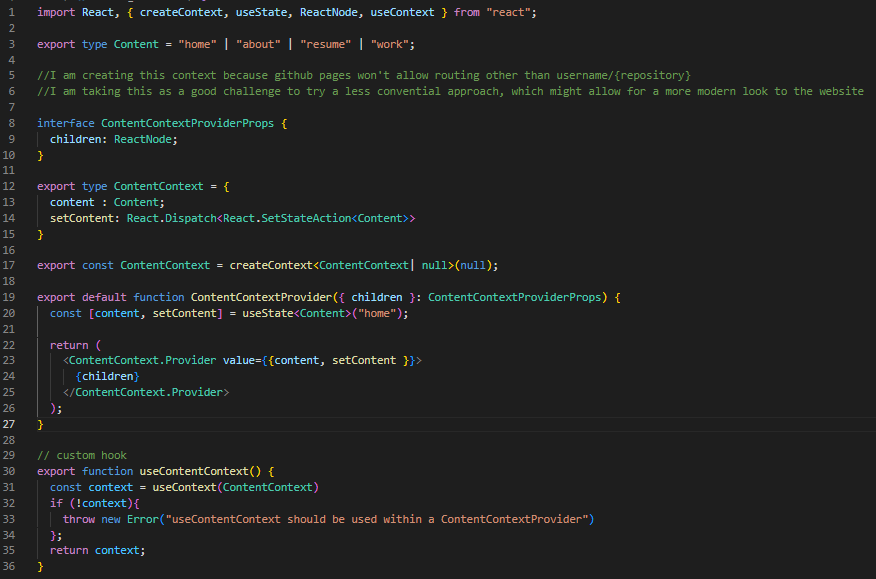 1 import React, { createContext, useState, ReactNode, useContext } from "react";
2
3 export type Content = "home" | "about" | "resume" | "work";
4
5 //I am creating this context because github pages won't allow routing other than username/{repository}
6 //I am taking this as a good challenge to try a less convential approach, which might allow for a more modern look to the website
7
8 interface ContentContextProviderProps {
9 children: ReactNode;
10 }
11
12 export type ContentContext = {
13 content : Content;
14 setContent: React.Dispatch<React.SetStateAction<Content>>
15 }
16
17 export const ContentContext = createContext<ContentContext| null>(null);
18
19 export default function ContentContextProvider({ children }: ContentContextProviderProps) {
20 const [content, setContent] = useState<Content>("home");
21
22 return (
23 <ContentContext.Provider value={{content, setContent }}>
24 {children}
25 </ContentContext.Provider>
26 );
27 }
28
29 // custom hook
30 export function useContentContext() {
31 const context = useContext(ContentContext)
32 if (!context){
33 throw new Error("useContentContext should be used within a ContentContextProvider")
34 };
35 return context;
36 }